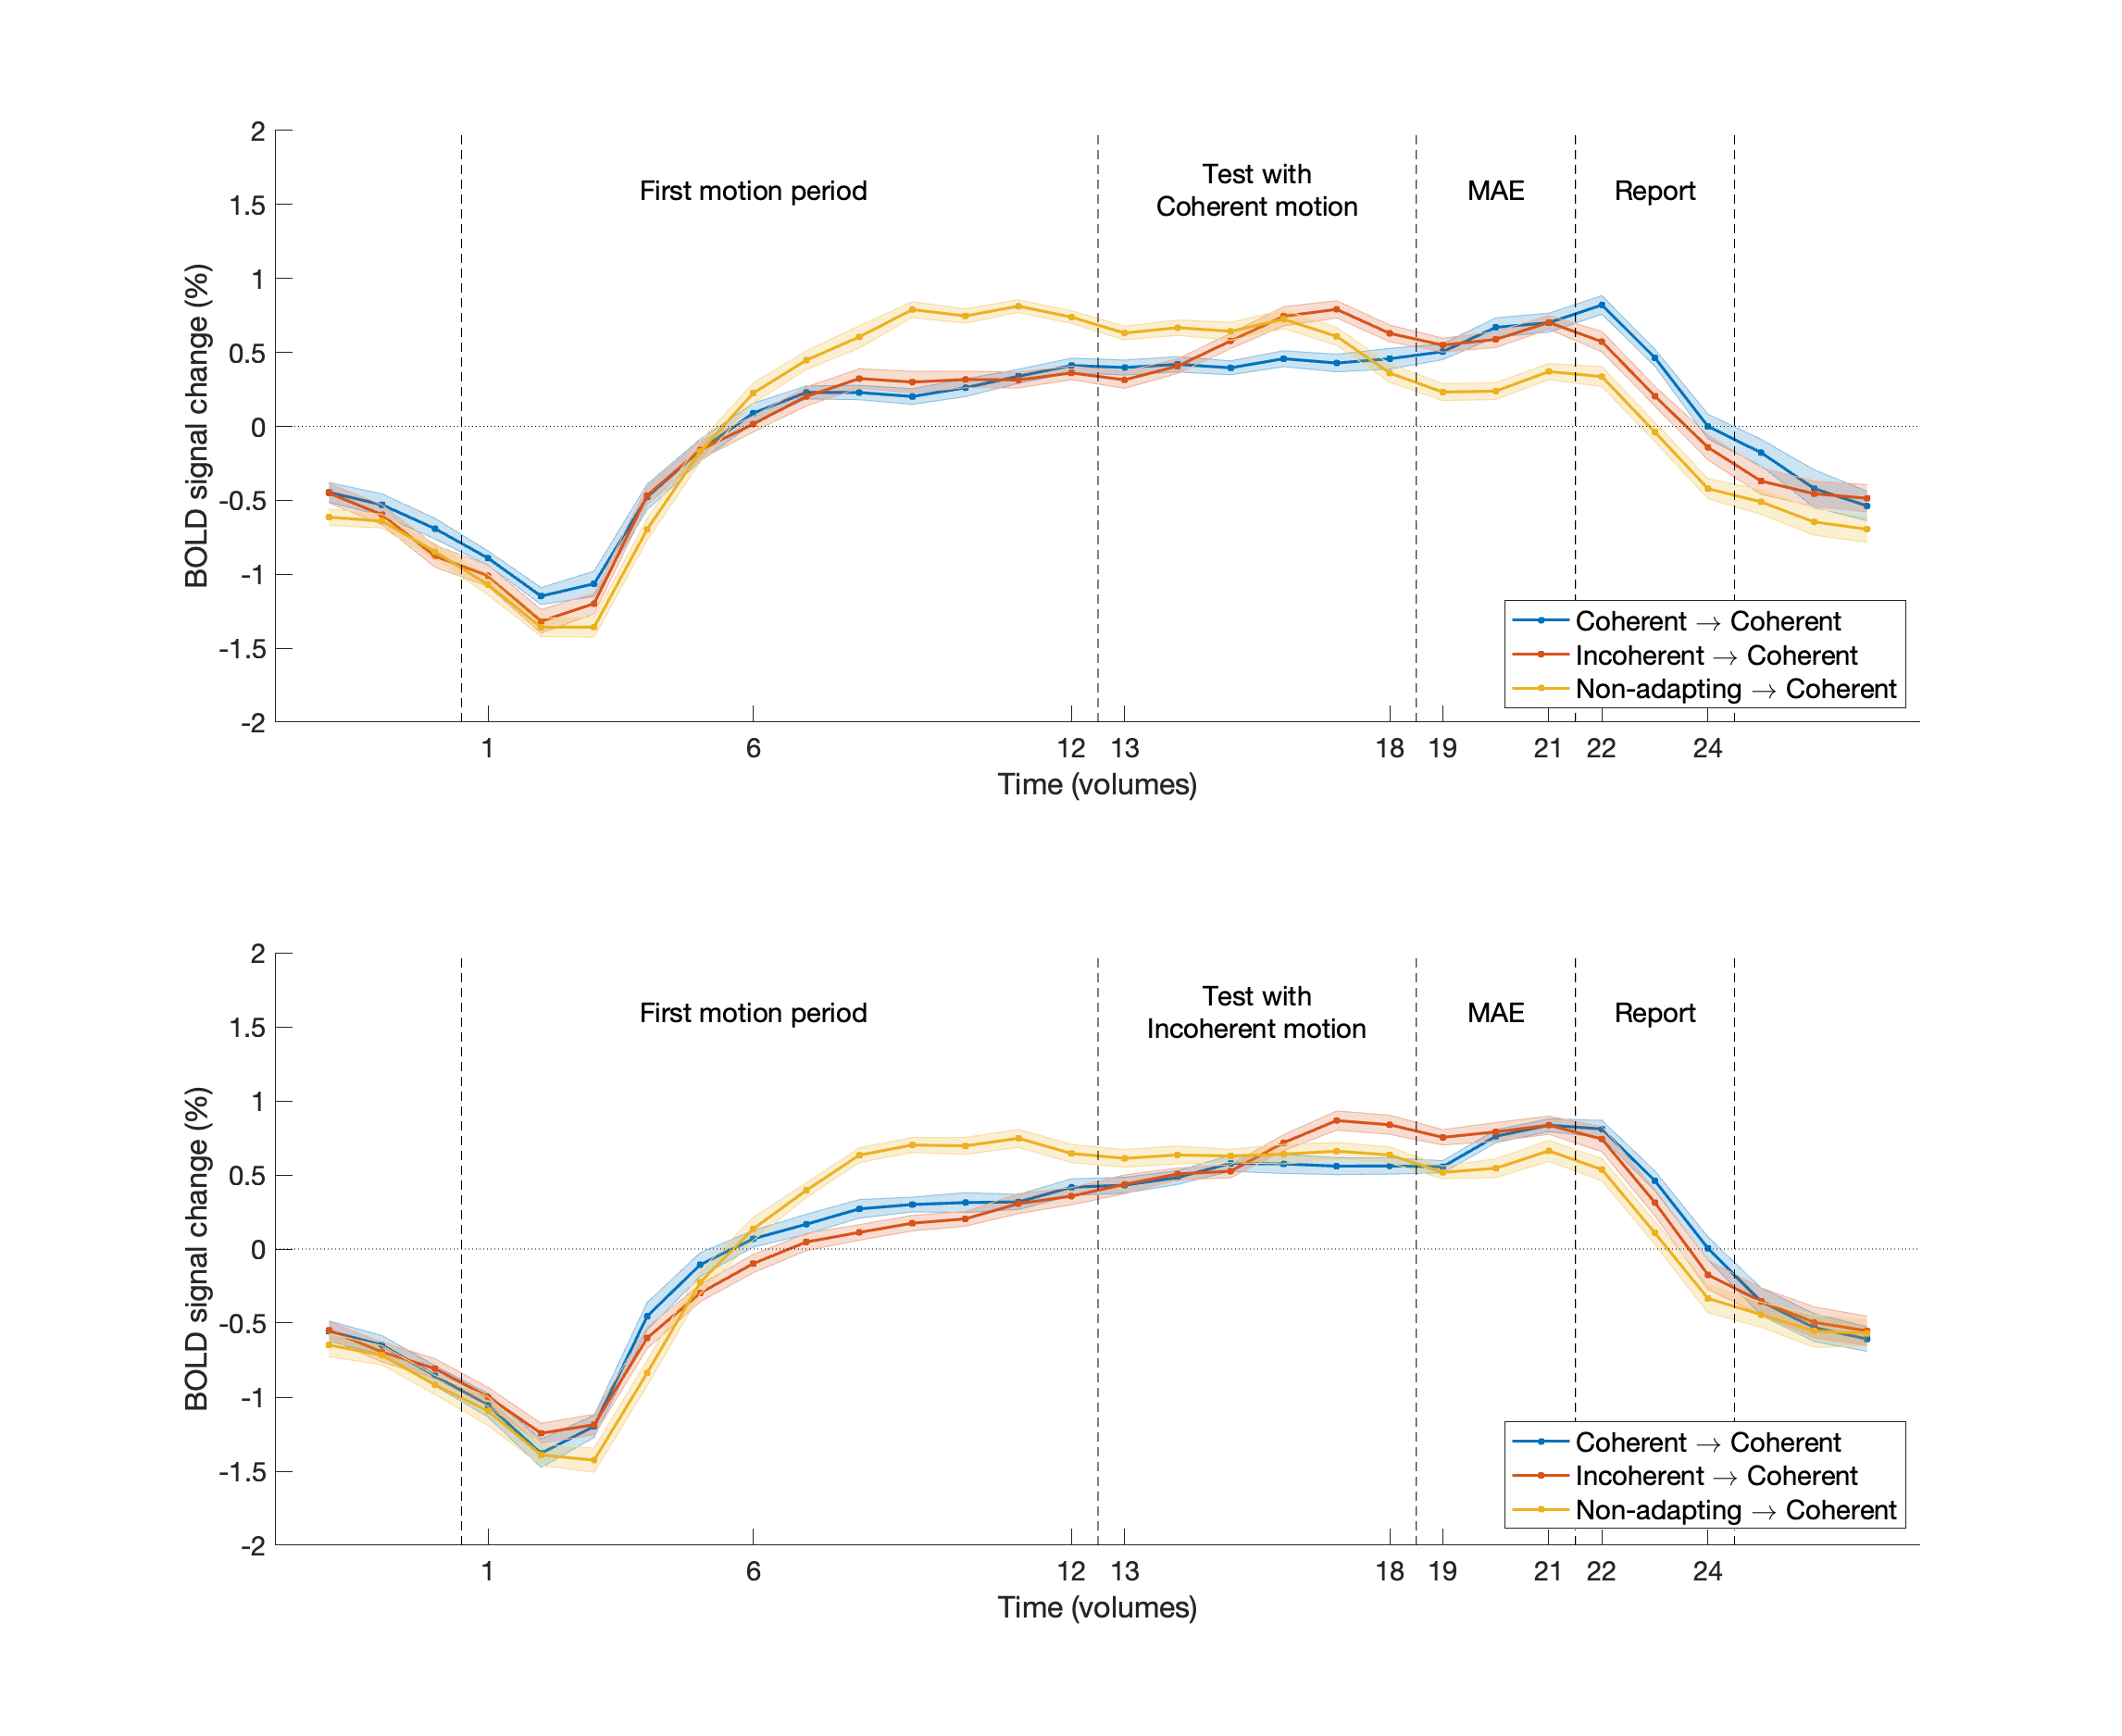 2
1.5
1
0.5
0
-0.5
-1
-1.5
-2
BOLD signal change (%)
First motion period
Test with
Coherent motion
MAE
Report
Coherent → Coherent
Incoherent → Coherent
Non-adapting → Coherent
1 6 12 13 18 19 21 22 24
Time (volumes)
2
1.5
1
0.5
0
-0.5
-1
-1.5
-2
BOLD signal change (%)
First motion period
Test with
Incoherent motion
MAE
Report
Coherent → Coherent
Incoherent → Coherent
Non-adapting → Coherent
1 6 12 13 18 19 21 22 24
Time (volumes)